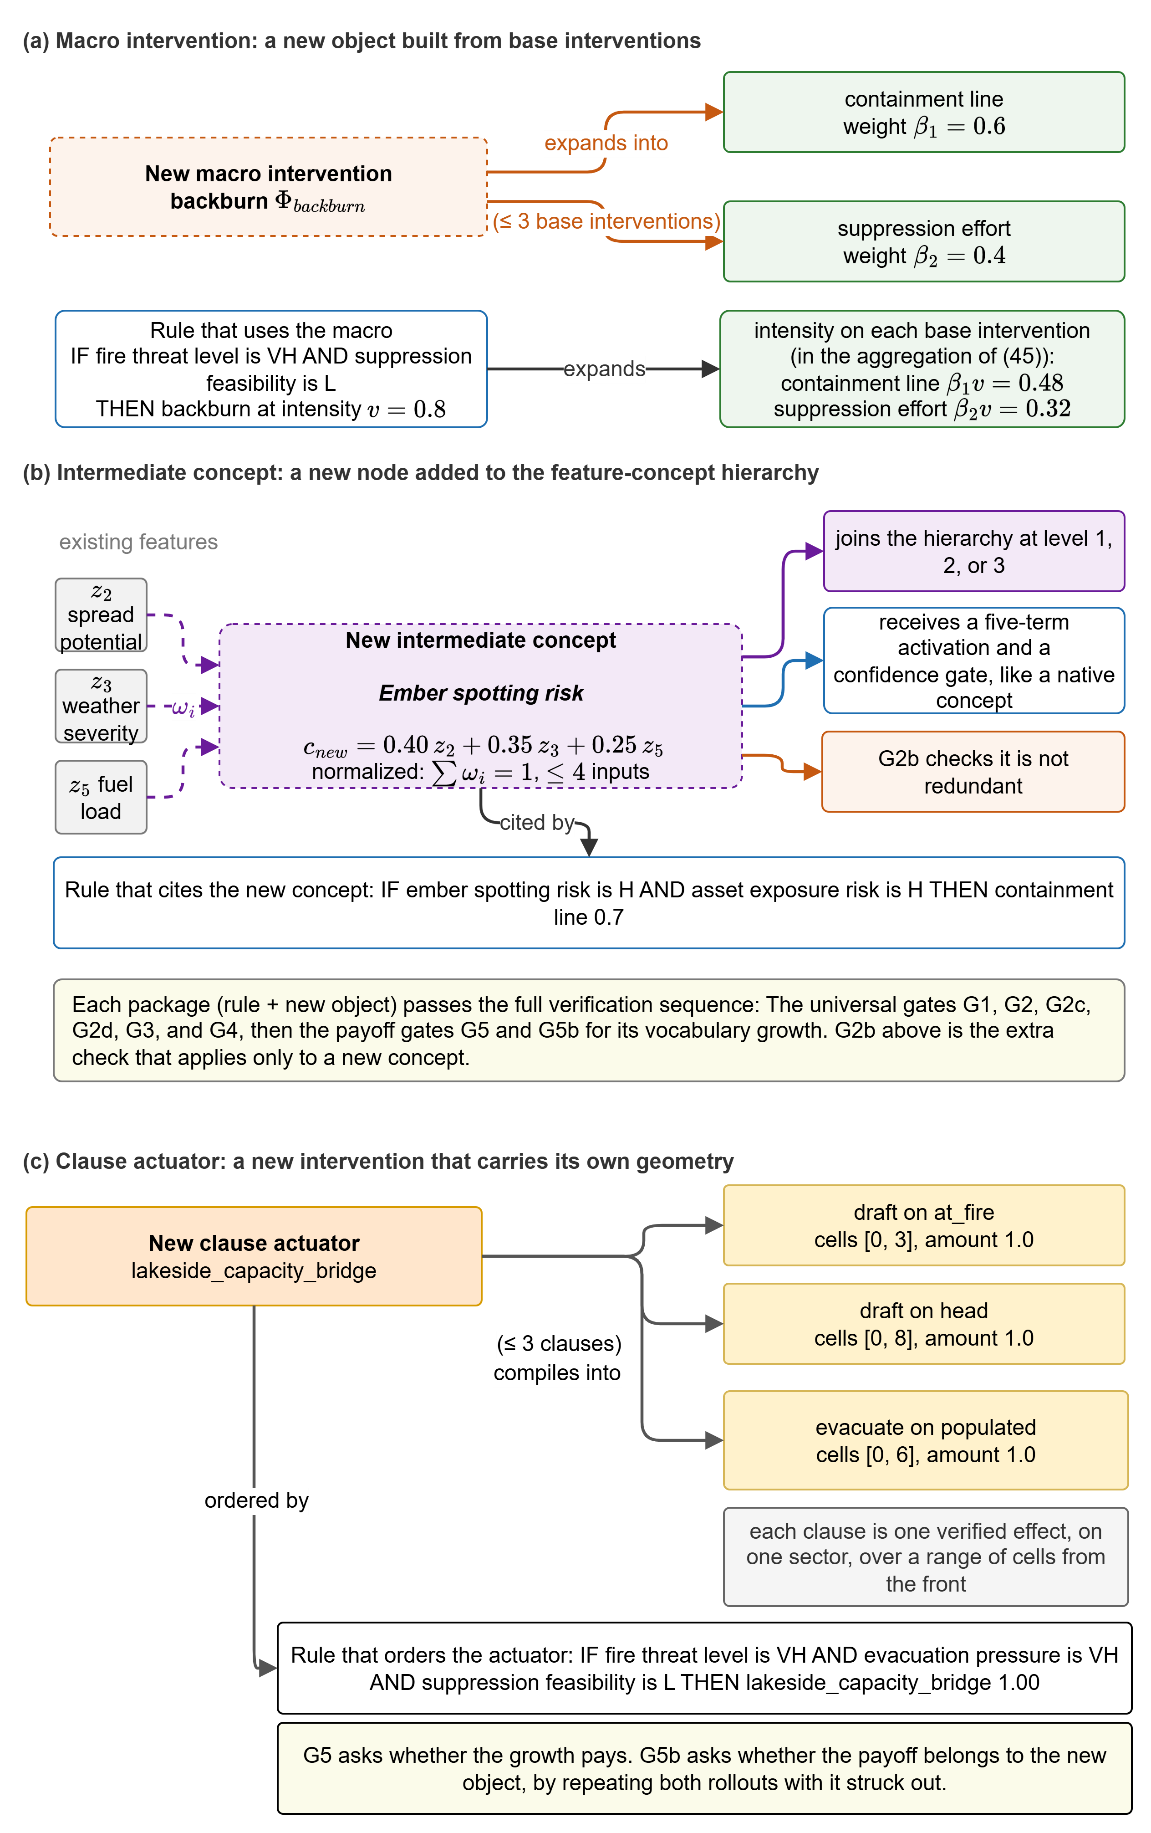 (a) Macro intervention: a new object built from base interventions
New macro intervention
backburn Φ_backburn
expands into
(≤ 3 base interventions)
containment line
weight β₁ = 0.6
suppression effort
weight β₂ = 0.4
Rule that uses the macro
IF fire threat level is VH AND suppression
feasibility is L
THEN backburn at intensity v = 0.8
expands
intensity on each base intervention
(in the aggregation of (45)):
containment line β₁v = 0.48
suppression effort β₂v = 0.32
(b) Intermediate concept: a new node added to the feature-concept hierarchy
existing features
z₂
spread
potential
z₃
weather
severity
z₅ fuel
load
ωᵢ
New intermediate concept
Ember spotting risk
c_new = 0.40 z₂ + 0.35 z₃ + 0.25 z₅
normalized: ∑ ωᵢ = 1, ≤ 4 inputs
joins the hierarchy at level 1,
2, or 3
receives a five-term
activation and a
confidence gate, like a native
concept
G2b checks it is not
redundant
cited by
Rule that cites the new concept: IF ember spotting risk is H AND asset exposure risk is H THEN containment
line 0.7
Each package (rule + new object) passes the full verification sequence: The universal gates G1, G2, G2c,
G2d, G3, and G4, then the payoff gates G5 and G5b for its vocabulary growth. G2b above is the extra
check that applies only to a new concept.
(c) Clause actuator: a new intervention that carries its own geometry
New clause actuator
lakeside_capacity_bridge
(≤ 3 clauses)
compiles into
draft on at_fire
cells [0, 3], amount 1.0
draft on head
cells [0, 8], amount 1.0
evacuate on populated
cells [0, 6], amount 1.0
ordered by
each clause is one verified effect, on
one sector, over a range of cells from
the front
Rule that orders the actuator: IF fire threat level is VH AND evacuation pressure is VH
AND suppression feasibility is L THEN lakeside_capacity_bridge 1.00
G5 asks whether the growth pays. G5b asks whether the payoff belongs to the new
object, by repeating both rollouts with it struck out.